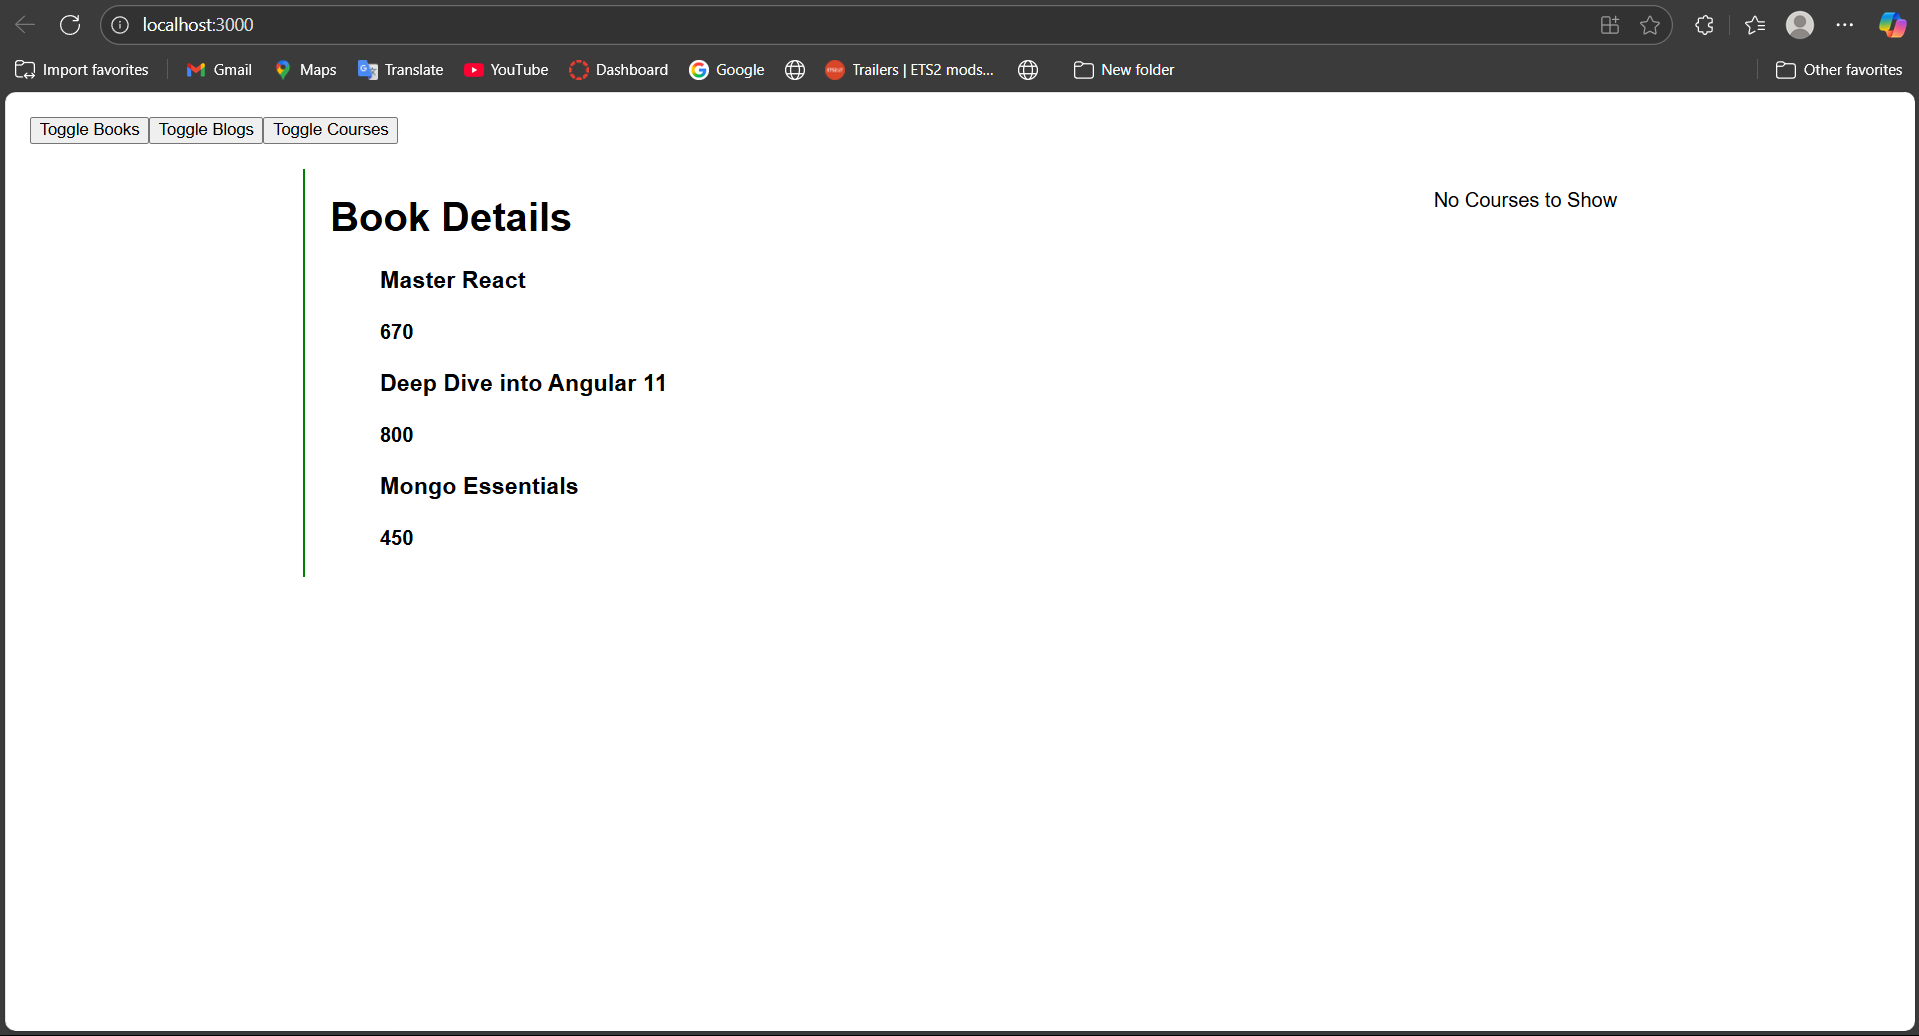 localhost:3000
Import favorites Gmail Maps Translate YouTube Dashboard Google Trailers | ETS2 mods... New folder Other favorites
Toggle Books Toggle Blogs Toggle Courses
Book Details
No Courses to Show
Master React
670
Deep Dive into Angular 11
800
Mongo Essentials
450